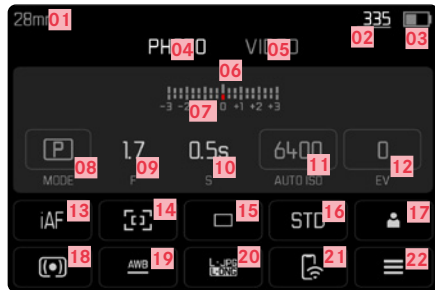 28mm 01
335
02 03
PHOTO 04 VIDEO 05
06
-3 -2 0 +1 +2 +3
07
P 1.7 0.5s 6400 0
08 09 10 11 12
MODE F S AUTO ISO EV
iAF 13 14 15 STD 16 17
18 AWB 19 L-JPG 20 21 22
L-DNG